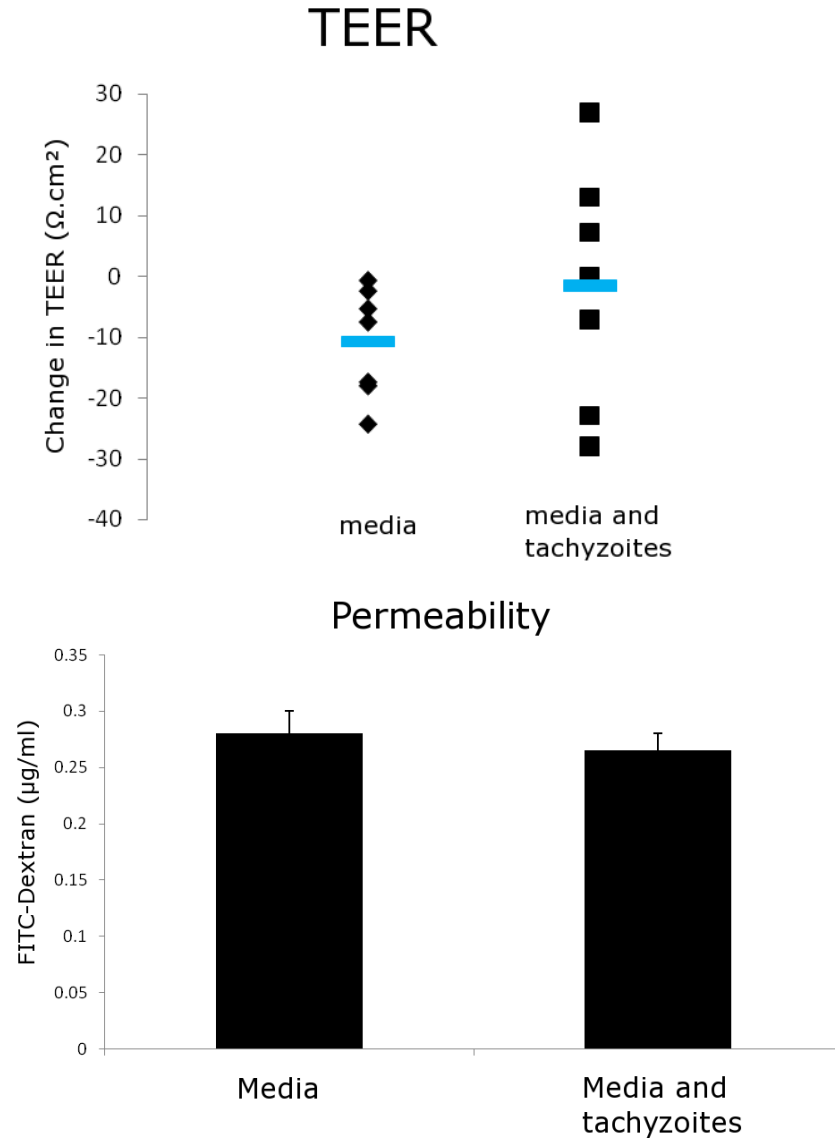 TEER
Change in TEER (Ω.cm²)
30
20
10
0
-10
-20
-30
-40
media
media and
tachyzoites
Permeability
FITC-Dextran (µg/ml)
0.35
0.3
0.25
0.2
0.15
0.1
0.05
0
Media
Media and
tachyzoites